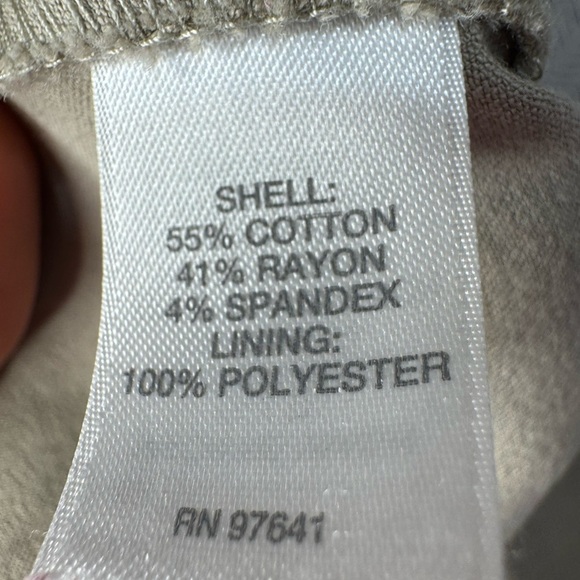 SHELL:
55% COTTON
41% RAYON
4% SPANDEX
LINING:
100% POLYESTER
RN 97641